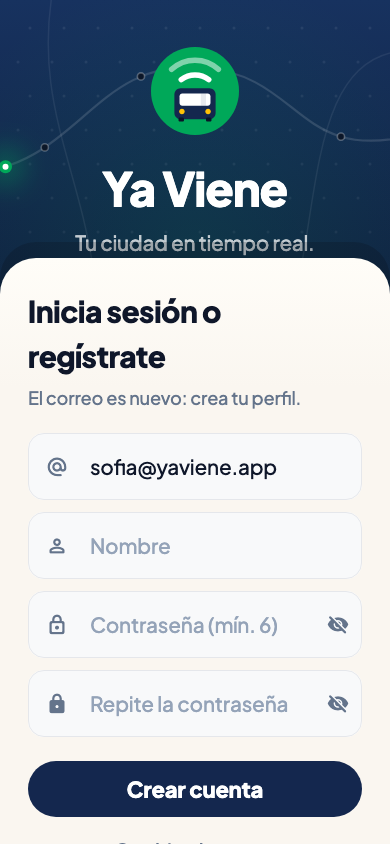 Ya Viene
Tu ciudad en tiempo real.
Inicia sesión o
regístrate
El correo es nuevo: crea tu perfil.
sofia@yaviene.app
Nombre
Contraseña (mín. 6)
Repite la contraseña
Crear cuenta